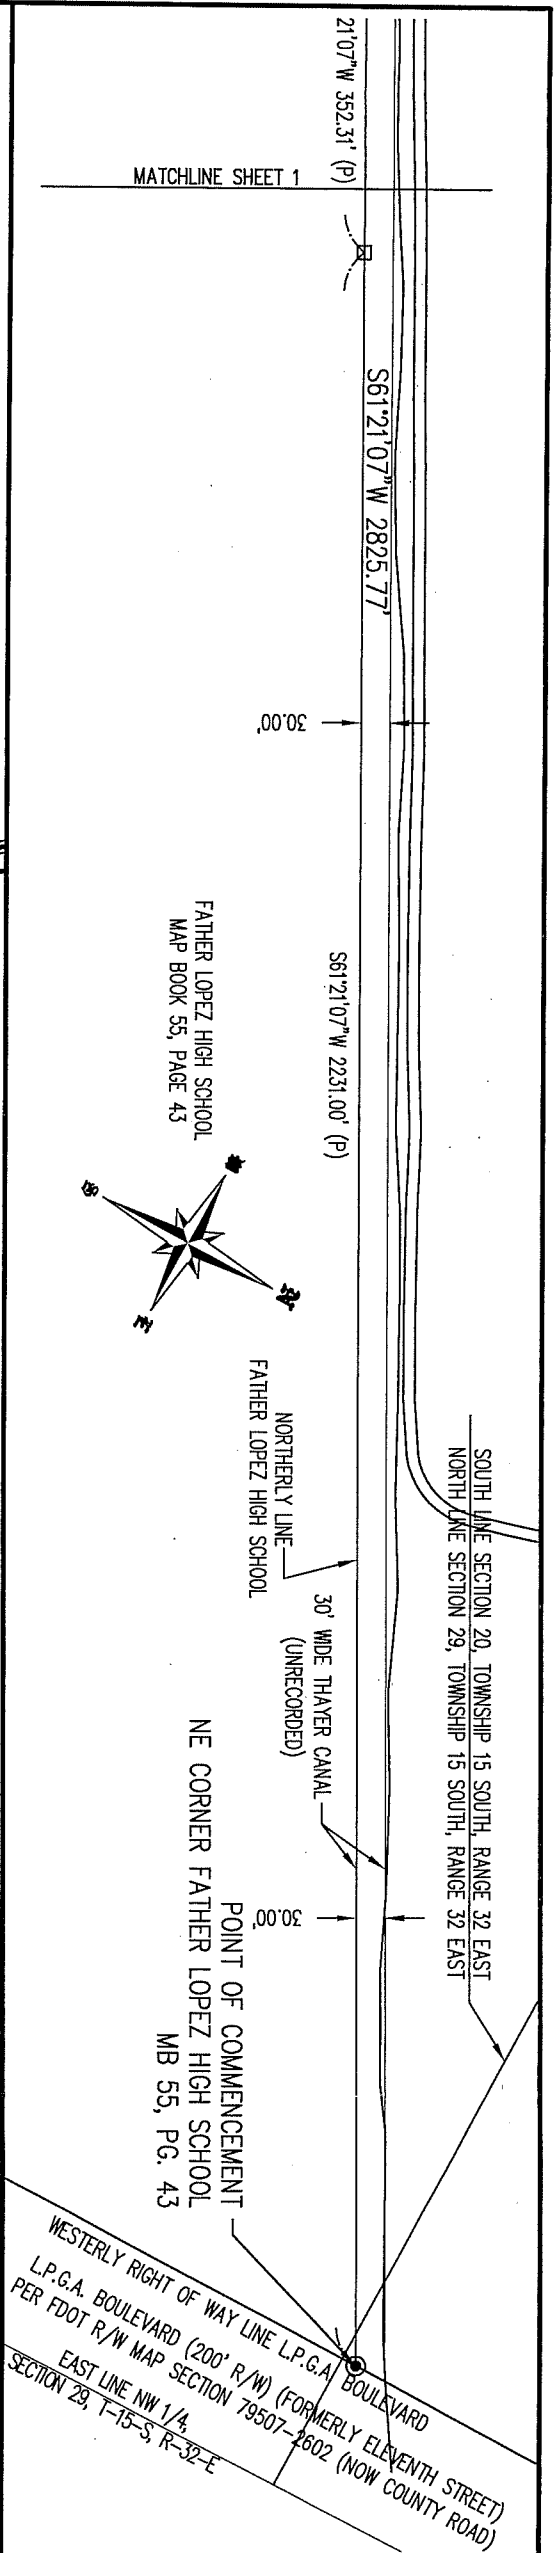 21'07"W 352.31' (P)
MATCHLINE SHEET 1
S61°21'07"W 2825.77'
30.00'
S61°21'07"W 2231.00' (P)
FATHER LOPEZ HIGH SCHOOL
MAP BOOK 55, PAGE 43
S
E
NORTHERLY LINE
FATHER LOPEZ HIGH SCHOOL
SOUTH LINE SECTION 20, TOWNSHIP 15 SOUTH, RANGE 32 EAST
NORTH LINE SECTION 29, TOWNSHIP 15 SOUTH, RANGE 32 EAST
30' WIDE THAYER CANAL
(UNRECORDED)
30.00'
POINT OF COMMENCEMENT
NE CORNER FATHER LOPEZ HIGH SCHOOL
MB 55, PG. 43
WESTERLY RIGHT OF WAY LINE L.P.G.A. BOULEVARD
L.P.G.A. BOULEVARD (200' R/W) (FORMERLY ELEVENTH STREET)
PER FDOT R/W MAP SECTION 79507-2602 (NOW COUNTY ROAD)
EAST LINE NW 1/4,
SECTION 29, T-15-S, R-32-E